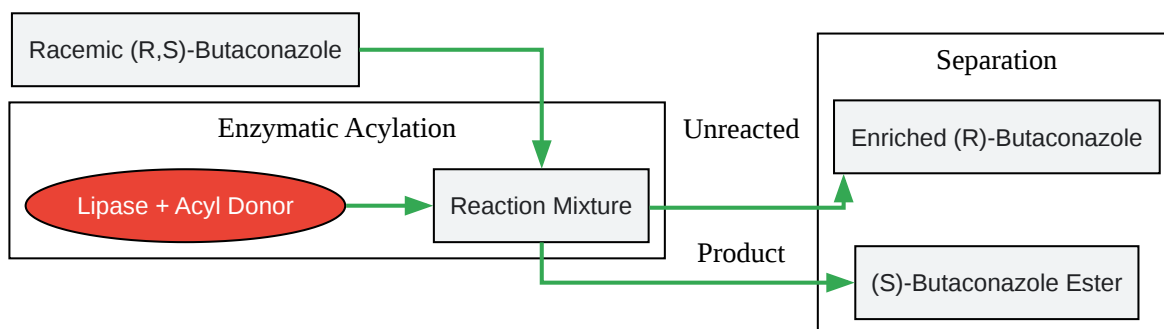 Racemic (R,S)-Butaconazole
Separation
Enzymatic Acylation
Unreacted
Enriched (R)-Butaconazole
Lipase + Acyl Donor
Reaction Mixture
Product
(S)-Butaconazole Ester